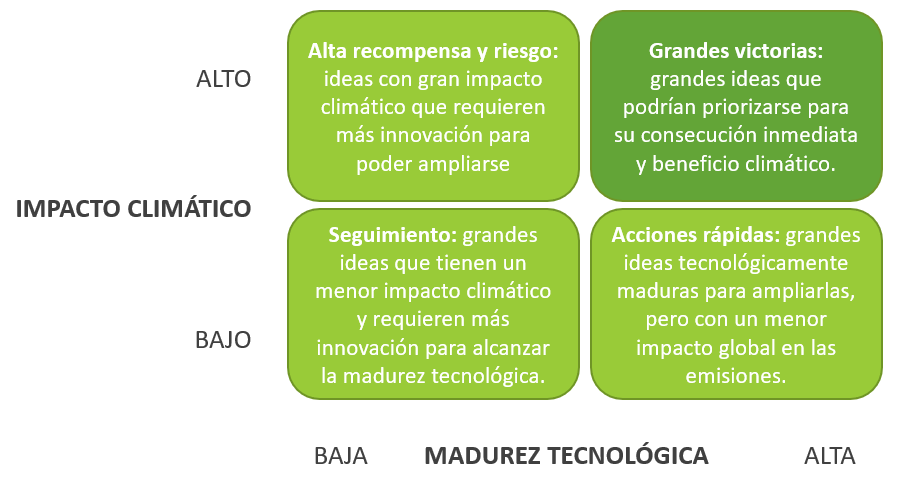 ALTO
Alta recompensa y riesgo:
ideas con gran impacto
climático que requieren
más innovación para
poder ampliarse
Grandes victorias:
grandes ideas que
podrían priorizarse para
su consecución inmediata
y beneficio climático.
IMPACTO CLIMÁTICO
BAJO
Seguimiento: grandes
ideas que tienen un
menor impacto climático
y requieren más
innovación para alcanzar
la madurez tecnológica.
Acciones rápidas: grandes
ideas tecnológicamente
maduras para ampliarlas,
pero con un menor
impacto global en las
emisiones.
BAJA
MADUREZ TECNOLÓGICA
ALTA